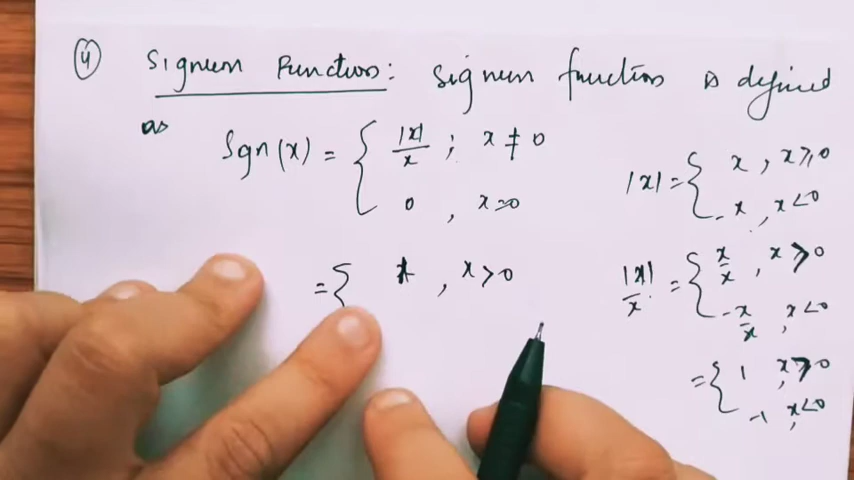 (4) Signum Function: Signum function is defined
as
Sgn(x) = { |x|/x ; x ≠ 0
0 , x=0
= { 1 , x>0
|x| = { x , x≥0
-x , x<0
|x|/x = { x/x , x>0
-x/x , x<0
= { 1 , x>0
-1 , x<0